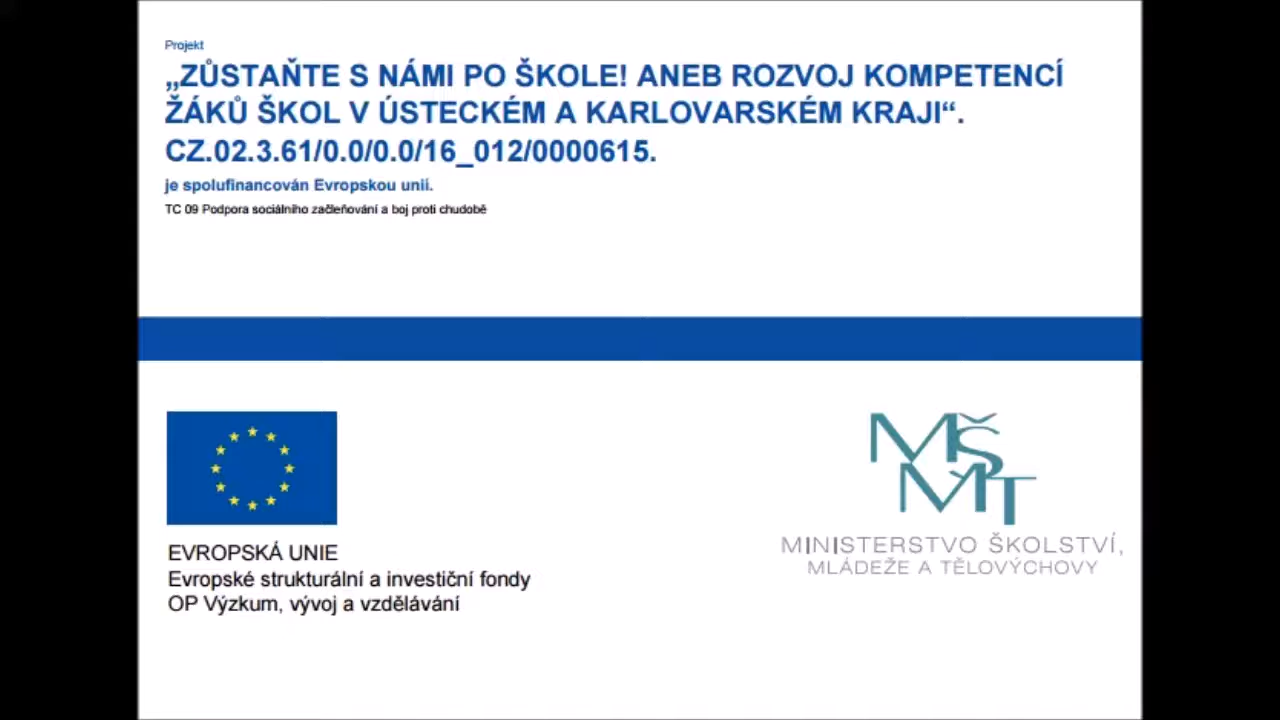 Projekt
„ZŮSTAŇTE S NÁMI PO ŠKOLE! ANEB ROZVOJ KOMPETENCÍ
ŽÁKŮ ŠKOL V ÚSTECKÉM A KARLOVARSKÉM KRAJI“.
CZ.02.3.61/0.0/0.0/16_012/0000615.
je spolufinancován Evropskou unií.
TC 09 Podpora sociálního začleňování a boj proti chudobě
MŠ
MT
EVROPSKÁ UNIE
Evropské strukturální a investiční fondy
OP Výzkum, vývoj a vzdělávání
MINISTERSTVO ŠKOLSTVÍ,
MLÁDEŽE A TĚLOVÝCHOVY